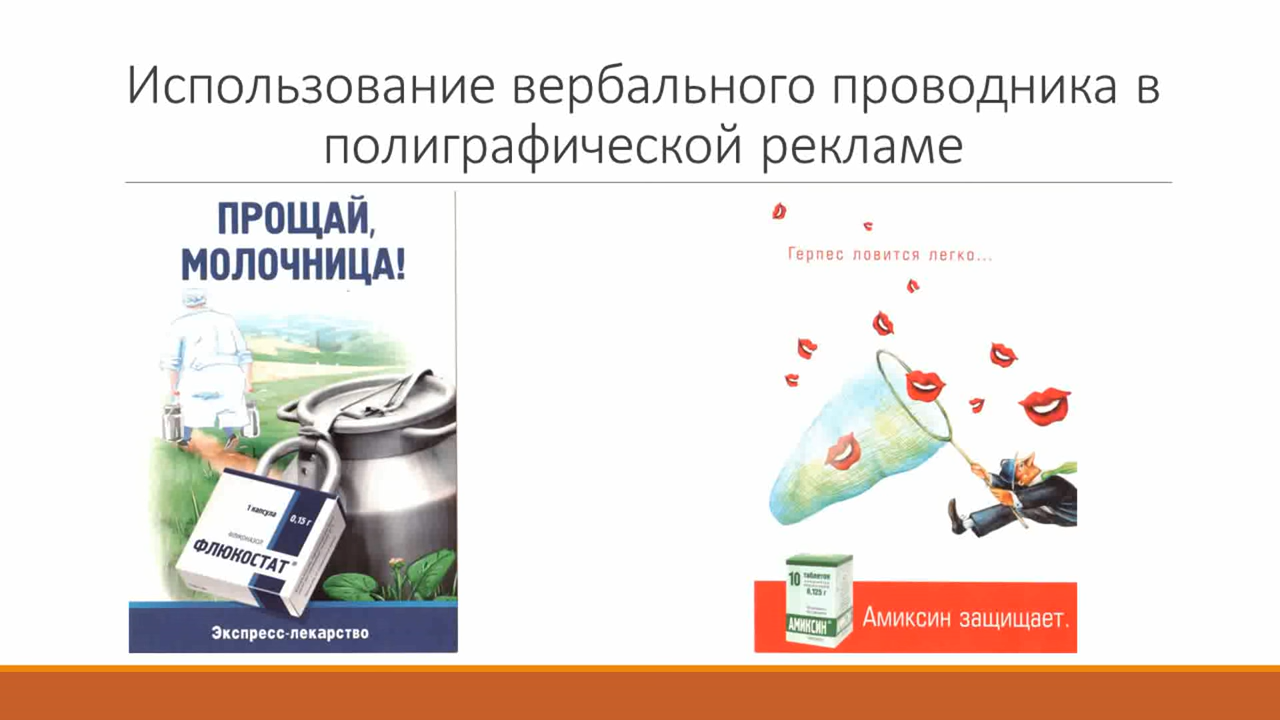 Использование вербального проводника в
полиграфической рекламе
ПРОЩАЙ,
МОЛОЧНИЦА!
1 капсула
0,15 г
ФЛЮКОСТАТ®
Экспресс-лекарство
Герпес ловится легко...
10 таблеток
0,125 г
АМИКСИН®
Амиксин защищает.